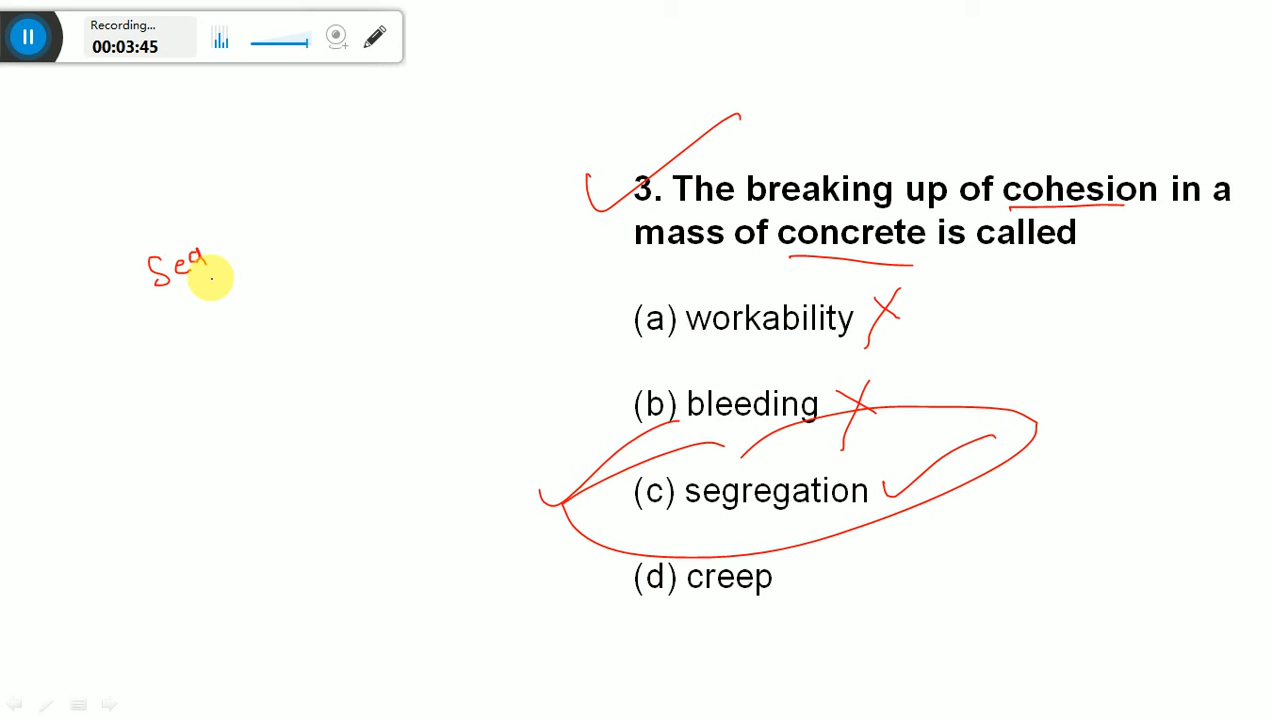 Recording...
00:03:45
3. The breaking up of cohesion in a
mass of concrete is called
(a) workability
(b) bleeding
(c) segregation
(d) creep